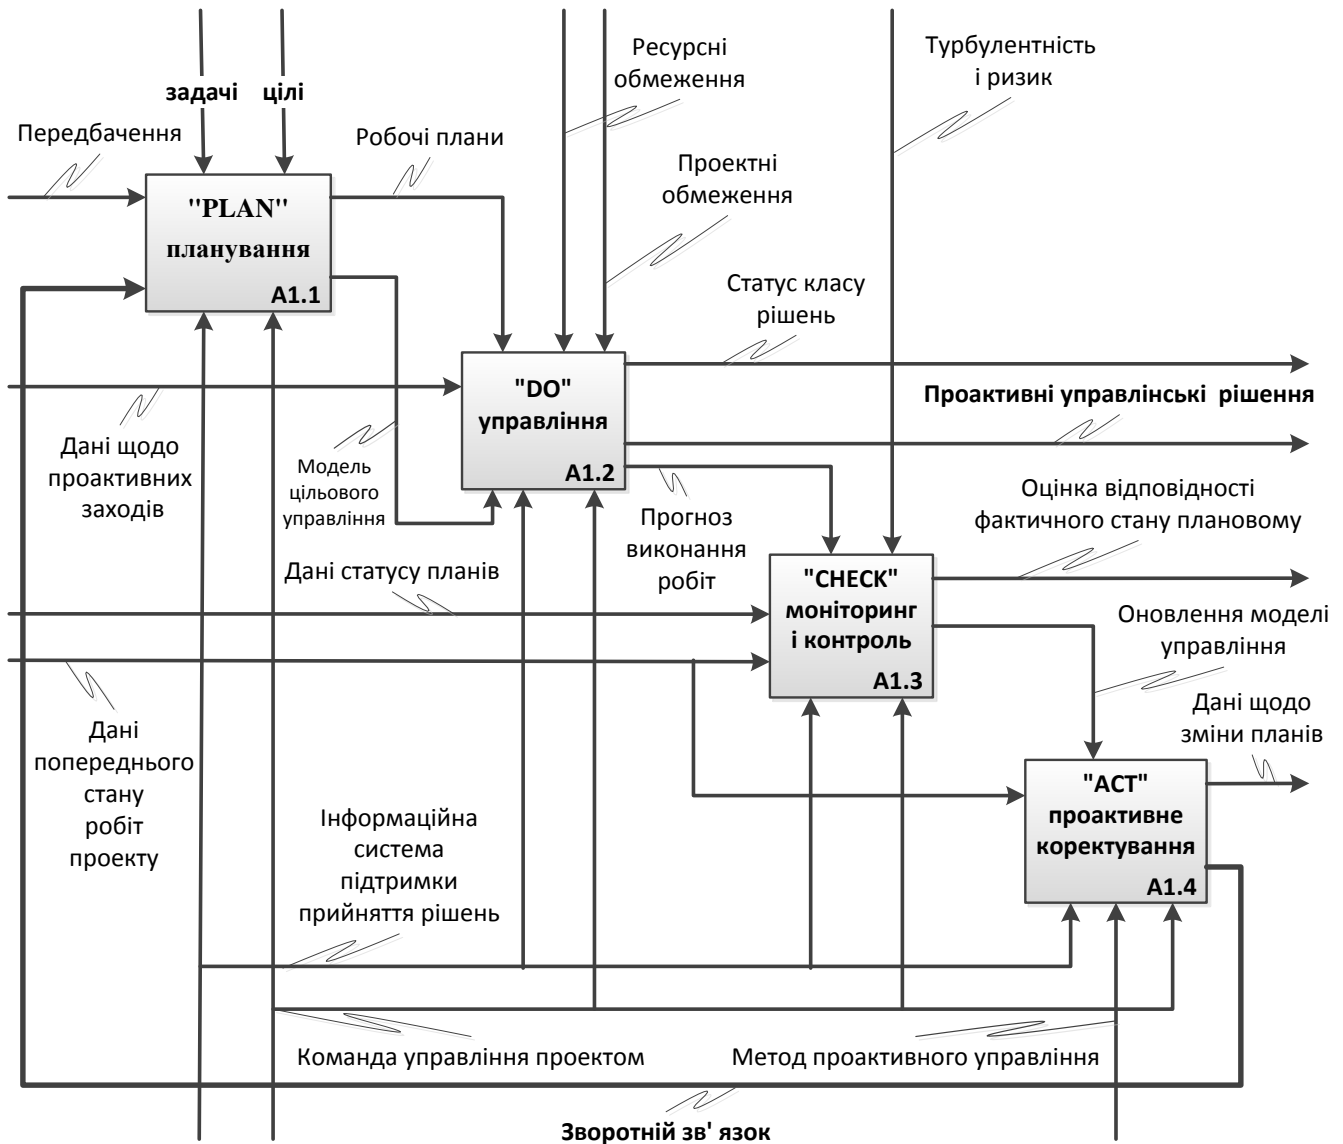 задачі цілі
Передбачення
Робочі плани
Ресурсні
обмеження
Турбулентність
і ризик
Проектні
обмеження
"PLAN"
планування
A1.1
Статус класу
рішень
"DO"
управління
A1.2
Проактивні управлінські рішення
Дані щодо
проактивних
заходів
Модель
цільового
управління
Прогноз
виконання
робіт
Оцінка відповідності
фактичного стану плановому
Дані статусу планів
"CHECK"
моніторинг
і контроль
A1.3
Оновлення моделі
управління
Дані щодо
зміни планів
Дані
попереднього
стану
робіт
проекту
"ACT"
проактивне
коректування
A1.4
Інформаційна
система
підтримки
прийняття рішень
Команда управління проектом
Метод проактивного управління
Зворотній зв' язок